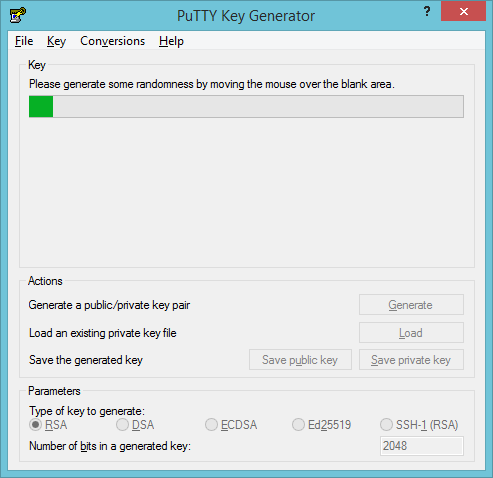 PuTTY Key Generator ? ×
File Key Conversions Help
Key
Please generate some randomness by moving the mouse over the blank area.
Actions
Generate a public/private key pair Generate
Load an existing private key file Load
Save the generated key Save public key Save private key
Parameters
Type of key to generate:
RSA DSA ECDSA Ed25519 SSH-1 (RSA)
Number of bits in a generated key: 2048